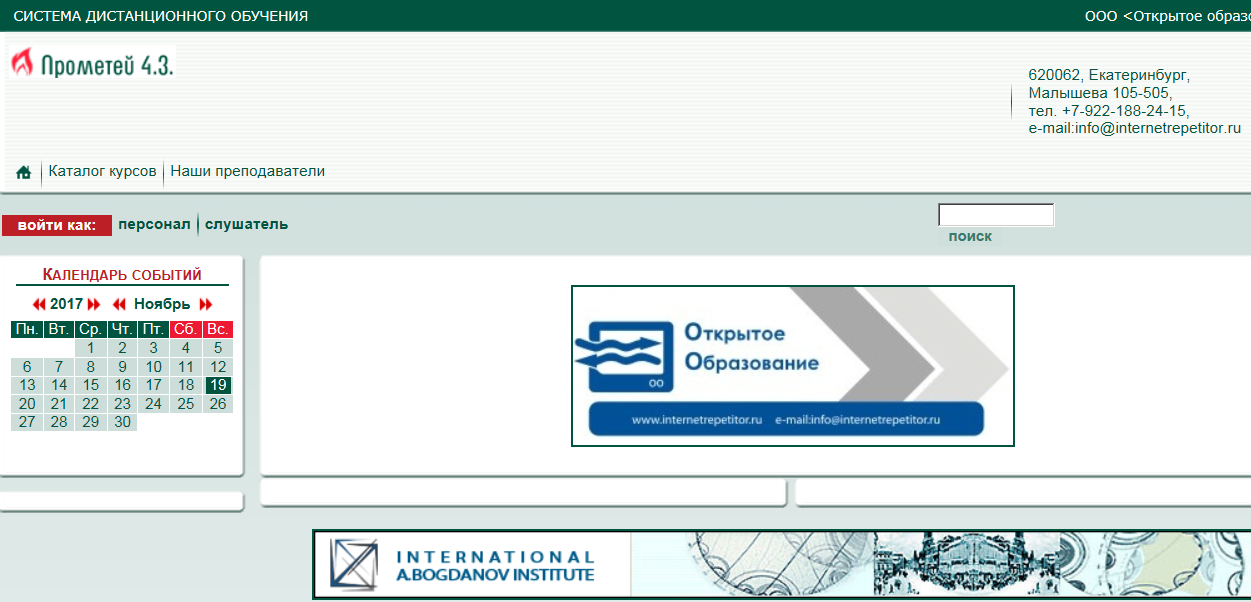 СИСТЕМА ДИСТАНЦИОННОГО ОБУЧЕНИЯ
ООО <Открытое
Прометей 4.3.
620062, Екатеринбург,
Малышева 105-505,
тел. +7-922-188-24-15,
e-mail:info@internetrepetitor.ru
Каталог курсов Наши преподаватели
войти как: персонал слушатель
поиск
КАЛЕНДАРЬ СОБЫТИЙ
2017 Ноябрь
Пн. Вт. Ср. Чт. Пт. Сб. Вс.
1 2 3 4 5
6 7 8 9 10 11 12
13 14 15 16 17 18 19
20 21 22 23 24 25 26
27 28 29 30
Открытое
Образование
оо
www.internetrepetitor.ru e-mail:info@internetrepetitor.ru
INTERNATIONAL
A.BOGDANOV INSTITUTE